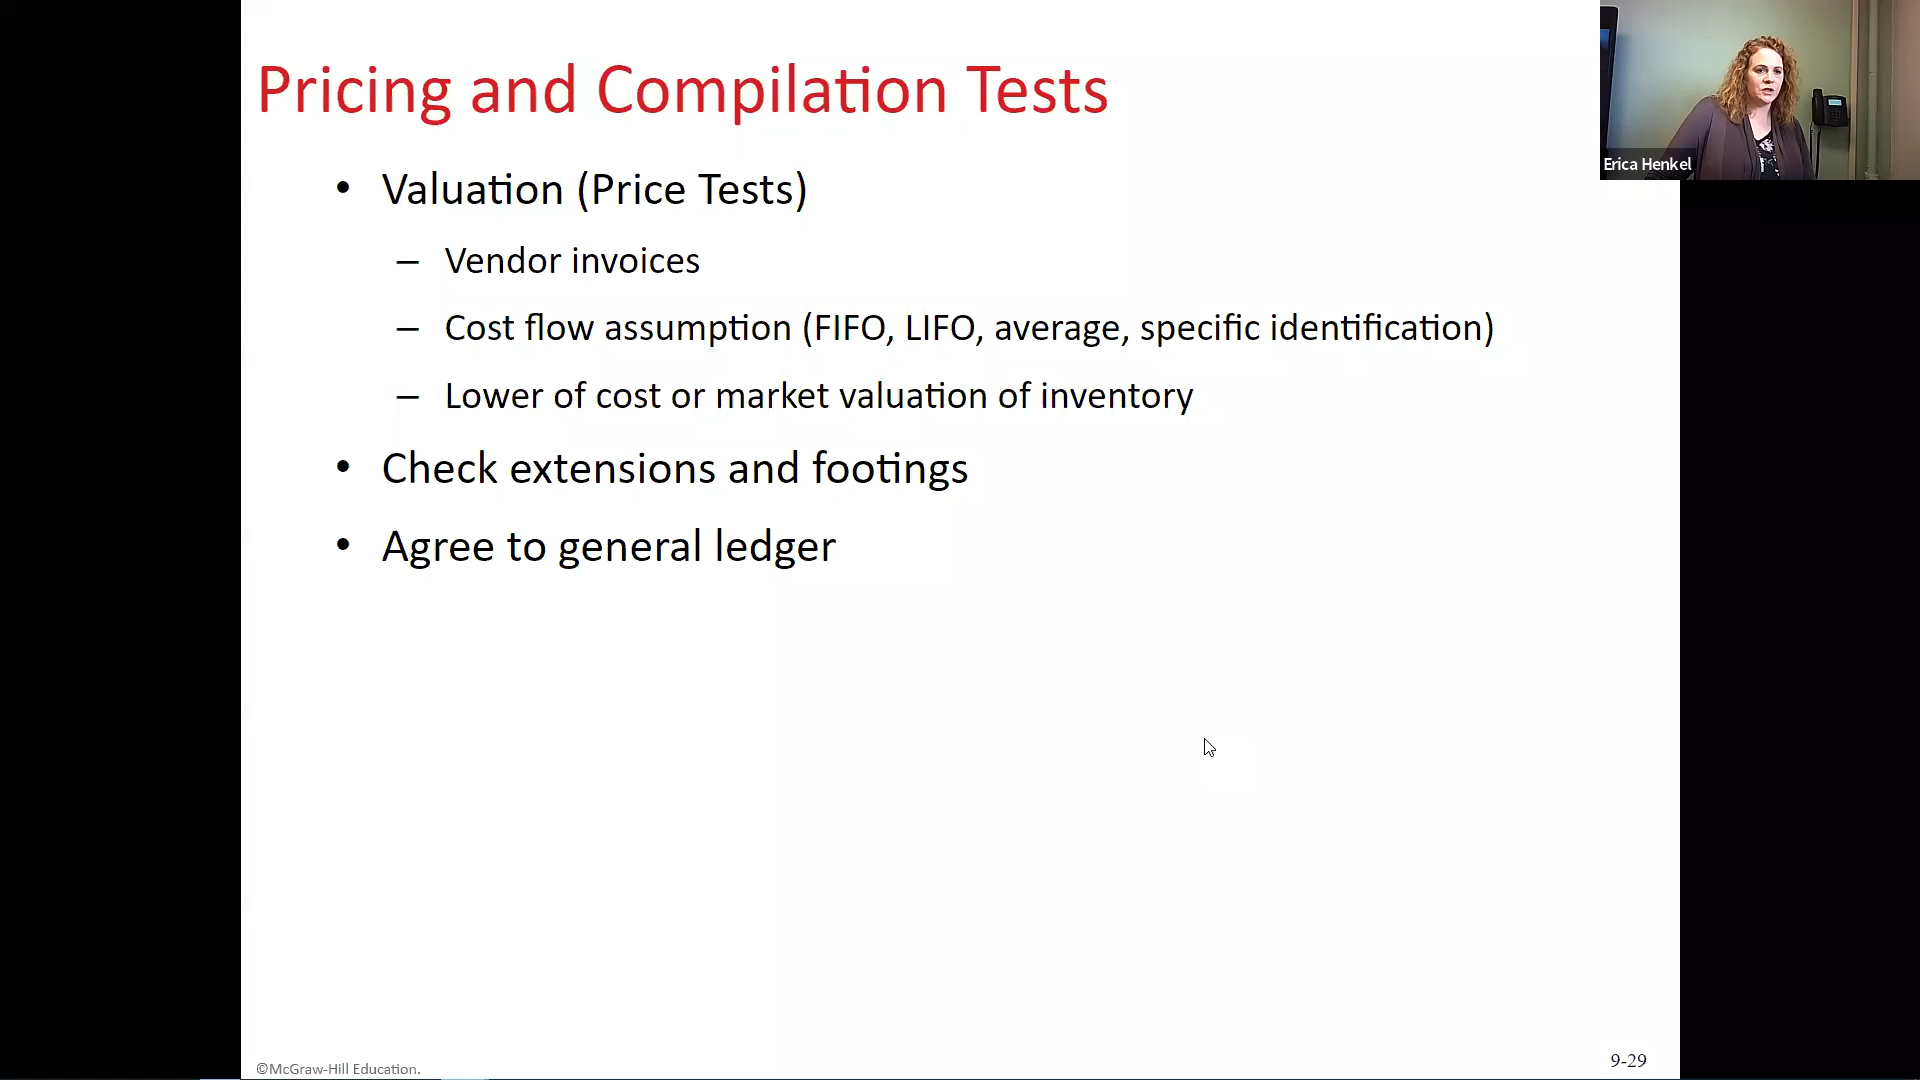 Pricing and Compilation Tests
Erica Henkel
• Valuation (Price Tests)
– Vendor invoices
– Cost flow assumption (FIFO, LIFO, average, specific identification)
– Lower of cost or market valuation of inventory
• Check extensions and footings
• Agree to general ledger
©McGraw-Hill Education.
9-29